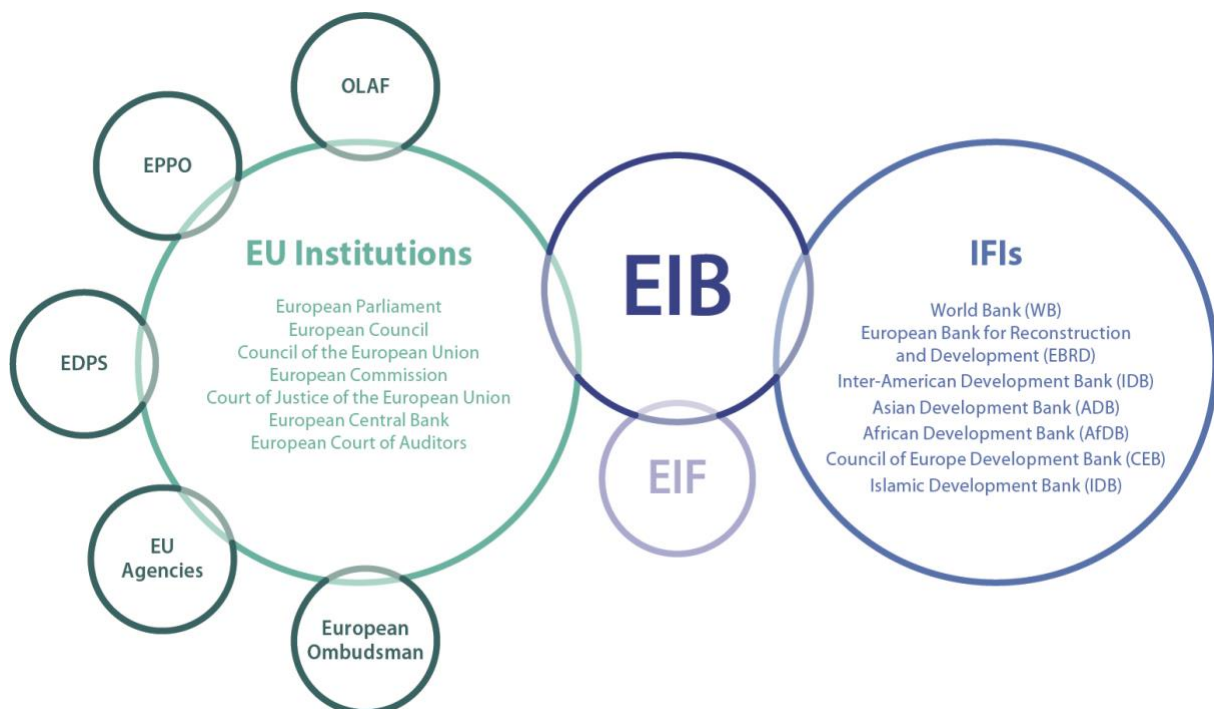 OLAF
EPPO
EDPS
EU
Agencies
European
Ombudsman
EU Institutions
European Parliament
European Council
Council of the European Union
European Commission
Court of Justice of the European Union
European Central Bank
European Court of Auditors
EIB
EIF
IFIs
World Bank (WB)
European Bank for Reconstruction
and Development (EBRD)
Inter-American Development Bank (IDB)
Asian Development Bank (ADB)
African Development Bank (AfDB)
Council of Europe Development Bank (CEB)
Islamic Development Bank (IDB)